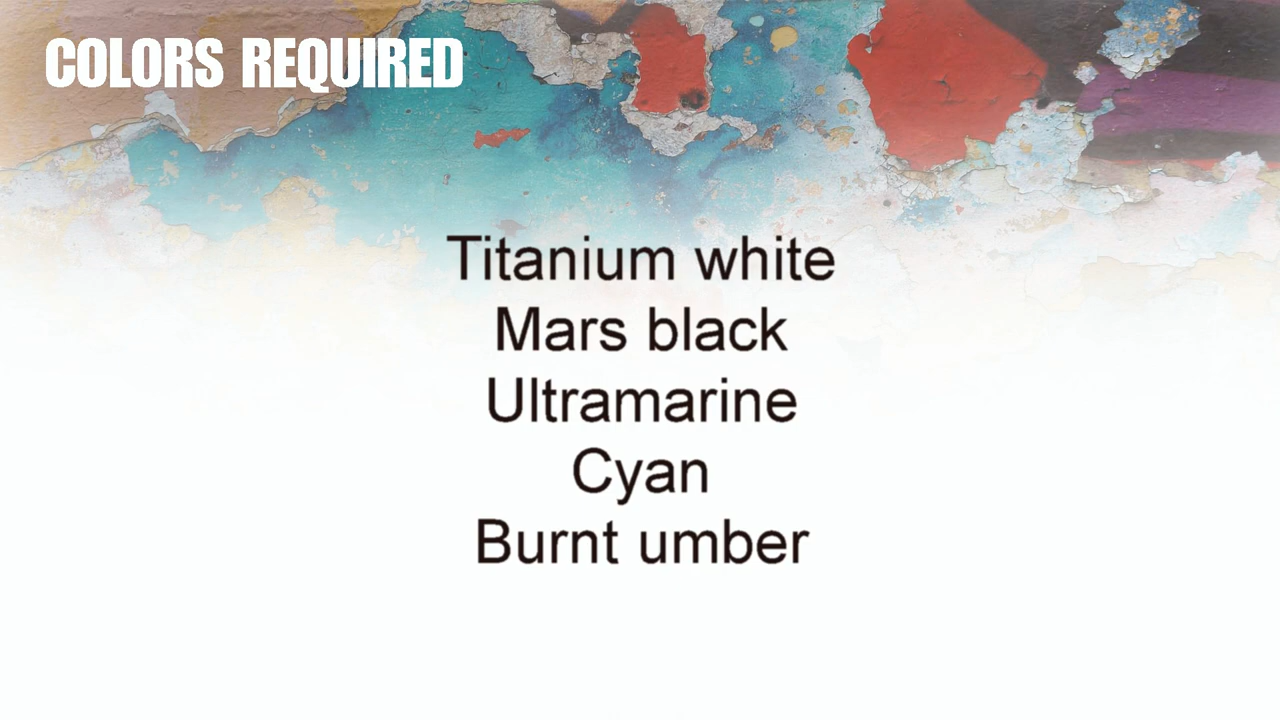 COLORS REQUIRED
Titanium white
Mars black
Ultramarine
Cyan
Burnt umber